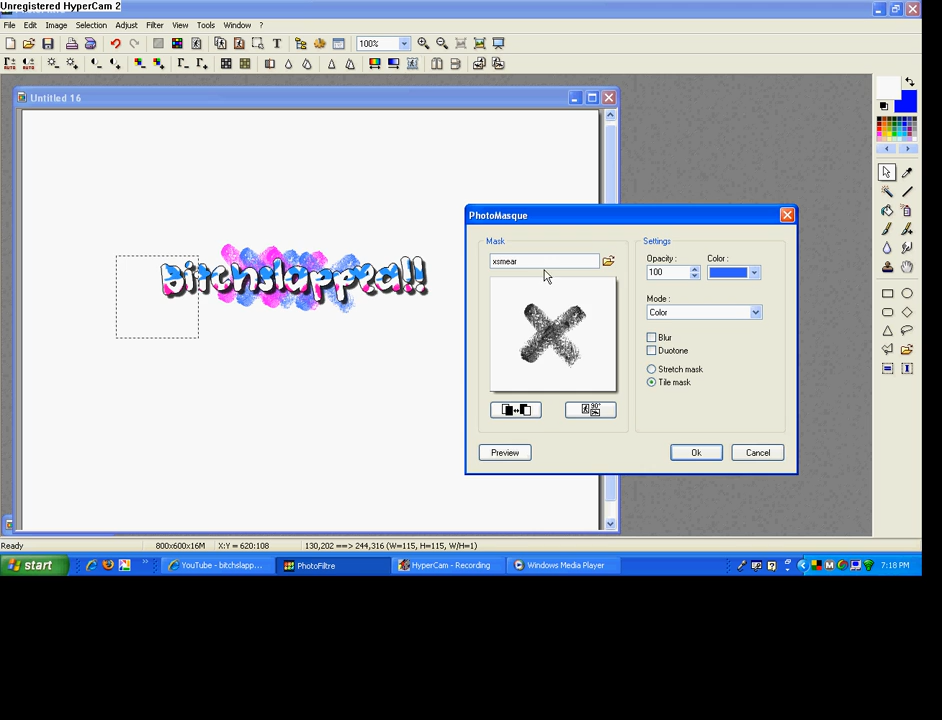 Unregistered HyperCam 2
File Edit Image Selection Adjust Filter View Tools Window ?
100%
Untitled 16
bitchslapped!!
PhotoMasque
Mask
xsmear
Settings
Opacity :
Color :
100
Mode :
Color
Blur
Duotone
Stretch mask
Tile mask
90°
Preview
Ok
Cancel
Ready
800x600x16M
X:Y = 620:108
130,202 ==> 244,316 (W=115, H=115, W/H=1)
start
YouTube - bitchslapp...
PhotoFiltre
HyperCam - Recording
Windows Media Player
7:18 PM